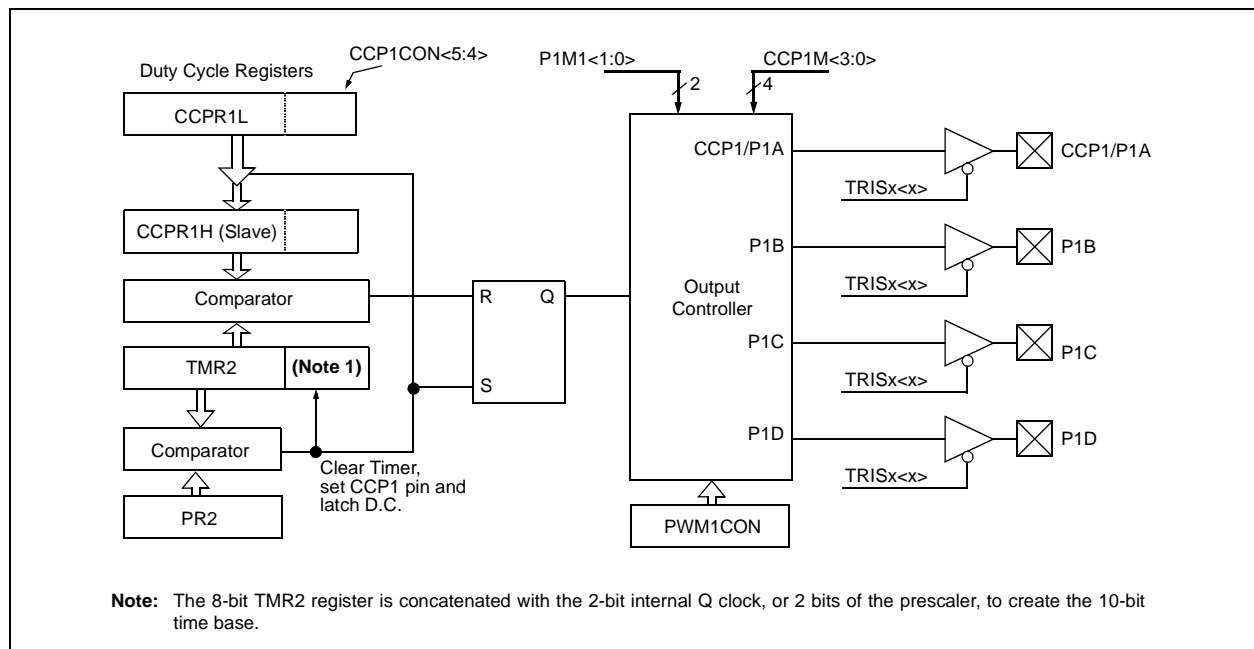 CCP1CON<5:4>
Duty Cycle Registers
CCPR1L
CCPR1H (Slave)
Comparator
TMR2
(Note 1)
Comparator
PR2
Clear Timer,
set CCP1 pin and
latch D.C.
R
Q
S
P1M1<1:0>
2
CCP1M<3:0>
4
Output
Controller
CCP1/P1A
P1B
P1C
P1D
PWM1CON
TRISx<x>
CCP1/P1A
TRISx<x>
P1B
TRISx<x>
P1C
TRISx<x>
P1D
Note: The 8-bit TMR2 register is concatenated with the 2-bit internal Q clock, or 2 bits of the prescaler, to create the 10-bit
time base.